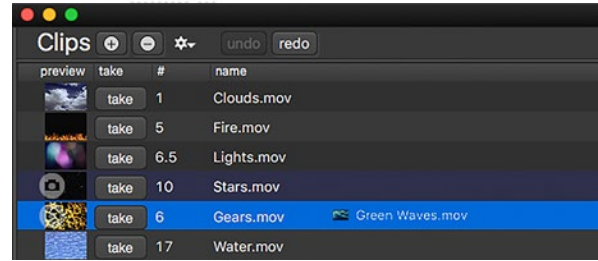 Clips undo redo
preview take # name
take 1 Clouds.mov
take 5 Fire.mov
take 6.5 Lights.mov
take 10 Stars.mov
take 6 Gears.mov Green Waves.mov
take 17 Water.mov